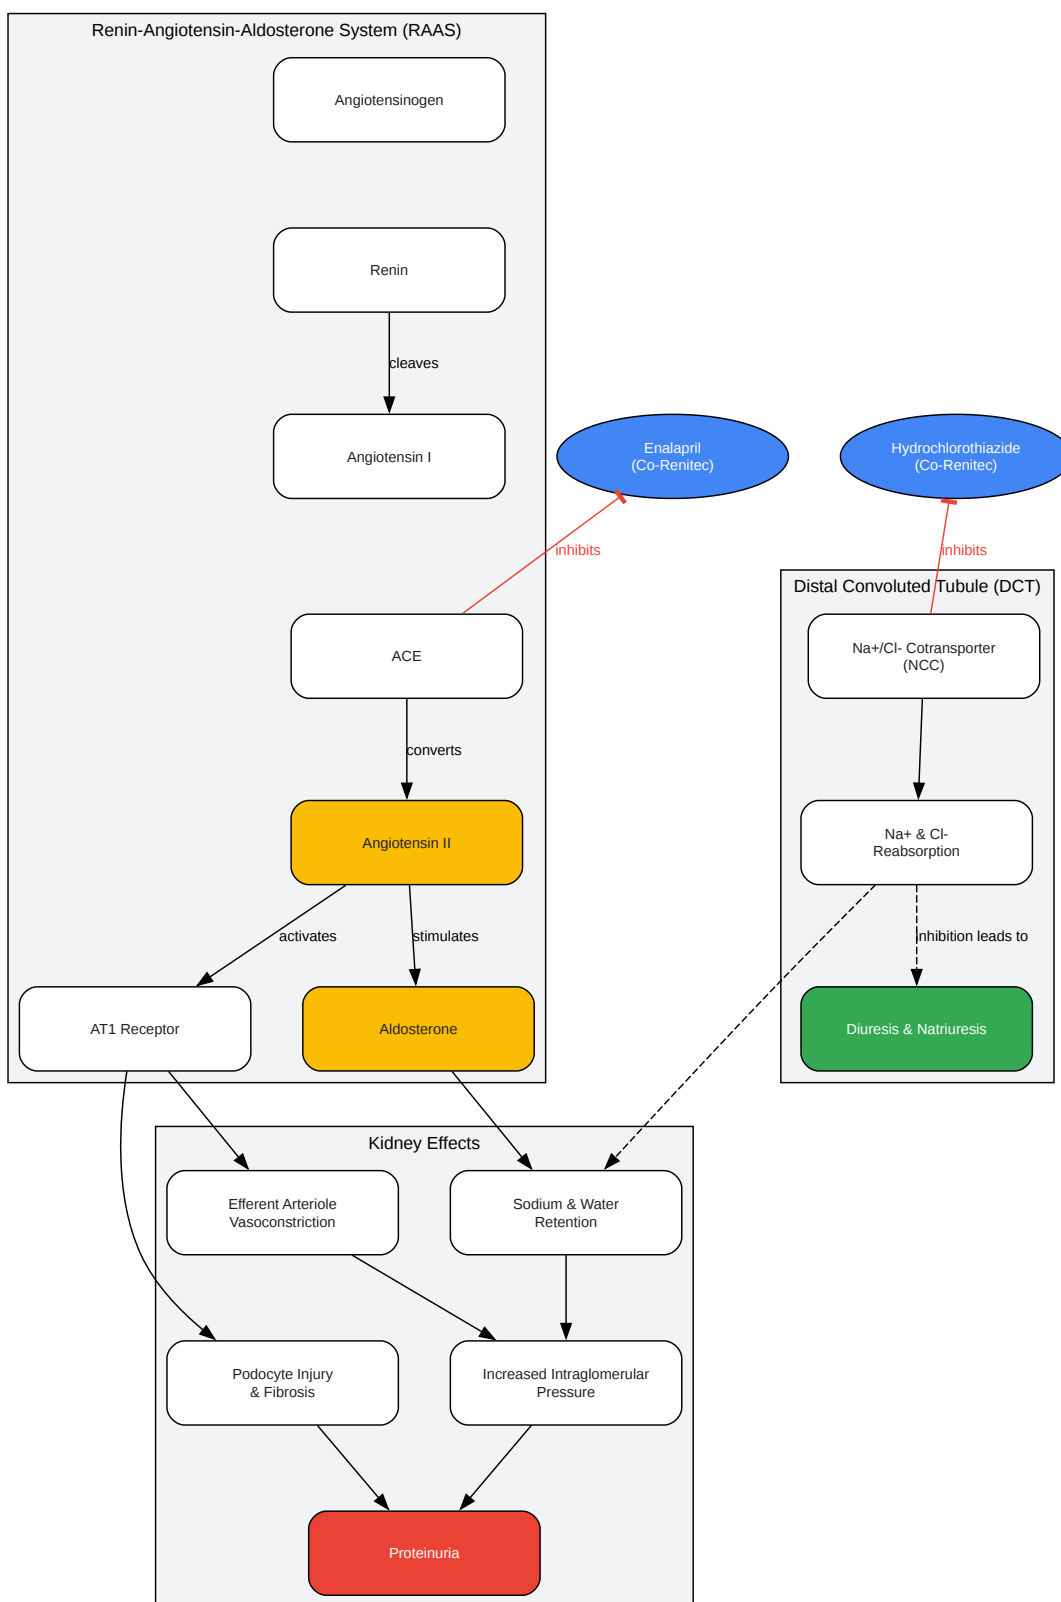 Renin-Angiotensin-Aldosterone System (RAAS)
Angiotensinogen
Renin
cleaves
Angiotensin I
Enalapril
(Co-Renitec)
Hydrochlorothiazide
(Co-Renitec)
inhibits
inhibits
Distal Convoluted Tubule (DCT)
ACE
Na+/Cl- Cotransporter
(NCC)
converts
Angiotensin II
Na+ & Cl-
Reabsorption
activates
stimulates
inhibition leads to
AT1 Receptor
Aldosterone
Diuresis & Natriuresis
Kidney Effects
Efferent Arteriole
Vasoconstriction
Sodium & Water
Retention
Podocyte Injury
& Fibrosis
Increased Intraglomerular
Pressure
Proteinuria